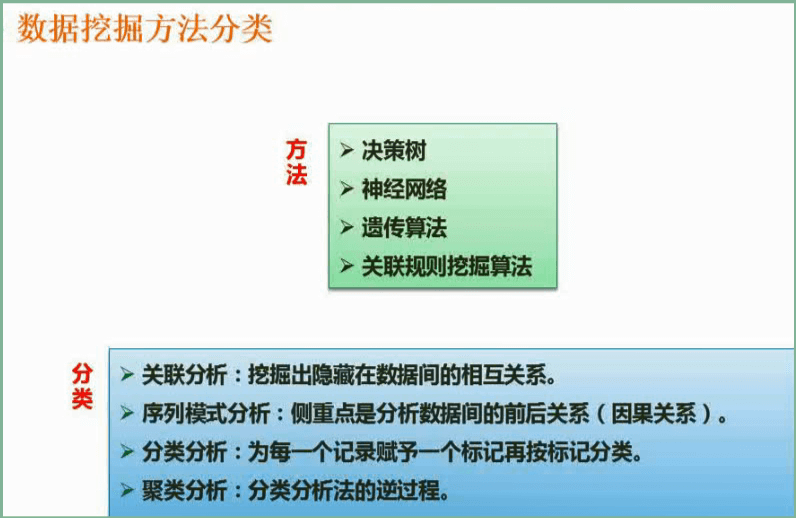 数据挖掘方法分类
方法
决策树
神经网络
遗传算法
关联规则挖掘算法
分类
关联分析：挖掘出隐藏在数据间的相互关系。
序列模式分析：侧重点是分析数据间的前后关系（因果关系）。
分类分析：为每一个记录赋予一个标记再按标记分类。
聚类分析：分类分析法的逆过程。